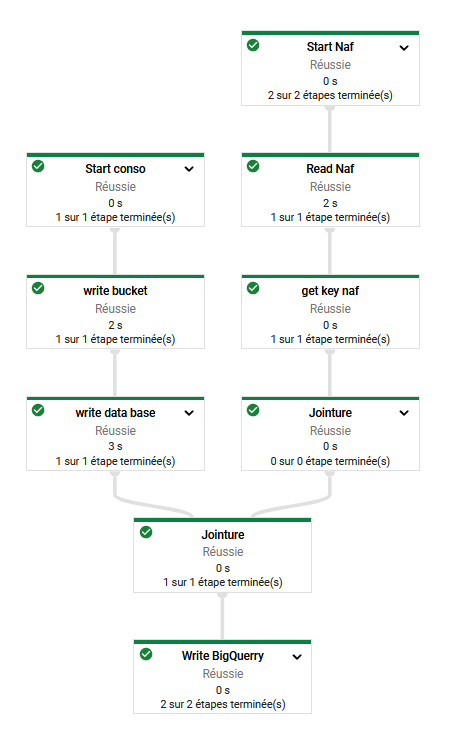 Start Naf
Réussie
0 s
2 sur 2 étapes terminée(s)
Start conso
Réussie
0 s
1 sur 1 étape terminée(s)
Read Naf
Réussie
2 s
1 sur 1 étape terminée(s)
write bucket
Réussie
2 s
1 sur 1 étape terminée(s)
get key naf
Réussie
0 s
1 sur 1 étape terminée(s)
write data base
Réussie
3 s
1 sur 1 étape terminée(s)
Jointure
Réussie
0 s
0 sur 0 étape terminée(s)
Jointure
Réussie
0 s
1 sur 1 étape terminée(s)
Write BigQuerry
Réussie
0 s
2 sur 2 étapes terminée(s)